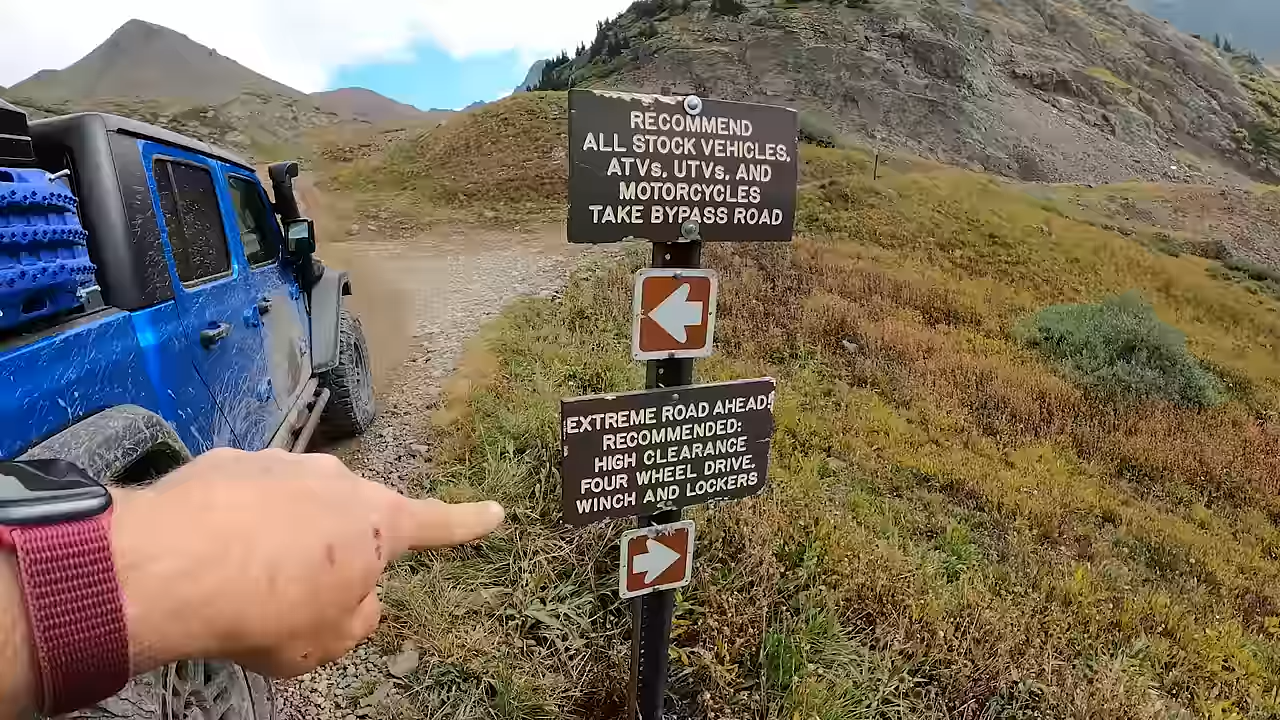 RECOMMEND
ALL STOCK VEHICLES,
ATVs, UTVs, AND
MOTORCYCLES
TAKE BYPASS ROAD
EXTREME ROAD AHEAD!
RECOMMENDED:
HIGH CLEARANCE
FOUR WHEEL DRIVE,
WINCH AND LOCKERS